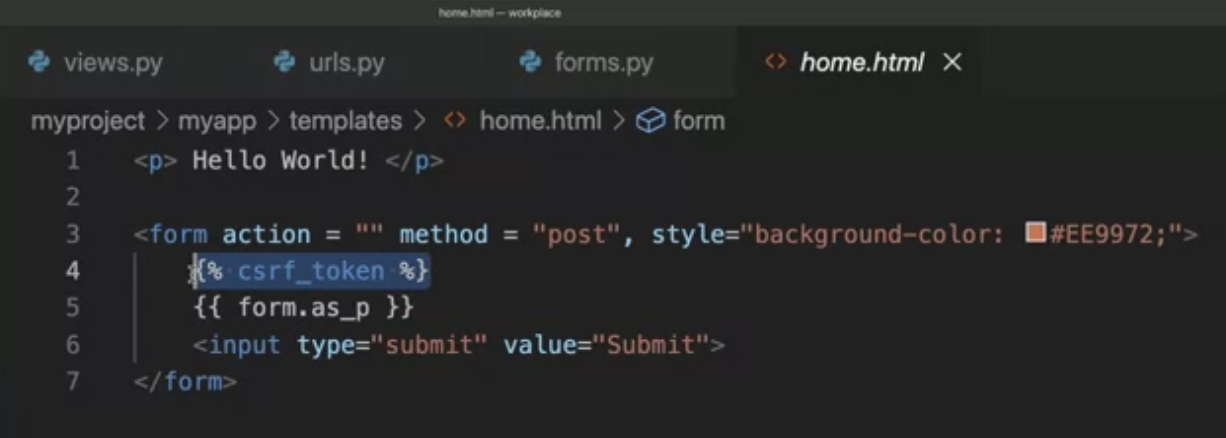 home.html — workplace
views.py urls.py forms.py home.html
myproject > myapp > templates > <> home.html > form
1 <p> Hello World! </p>
2
3 <form action = "" method = "post", style="background-color: #EE9972;">
4 {% csrf_token %}
5 {{ form.as_p }}
6 <input type="submit" value="Submit">
7 </form>